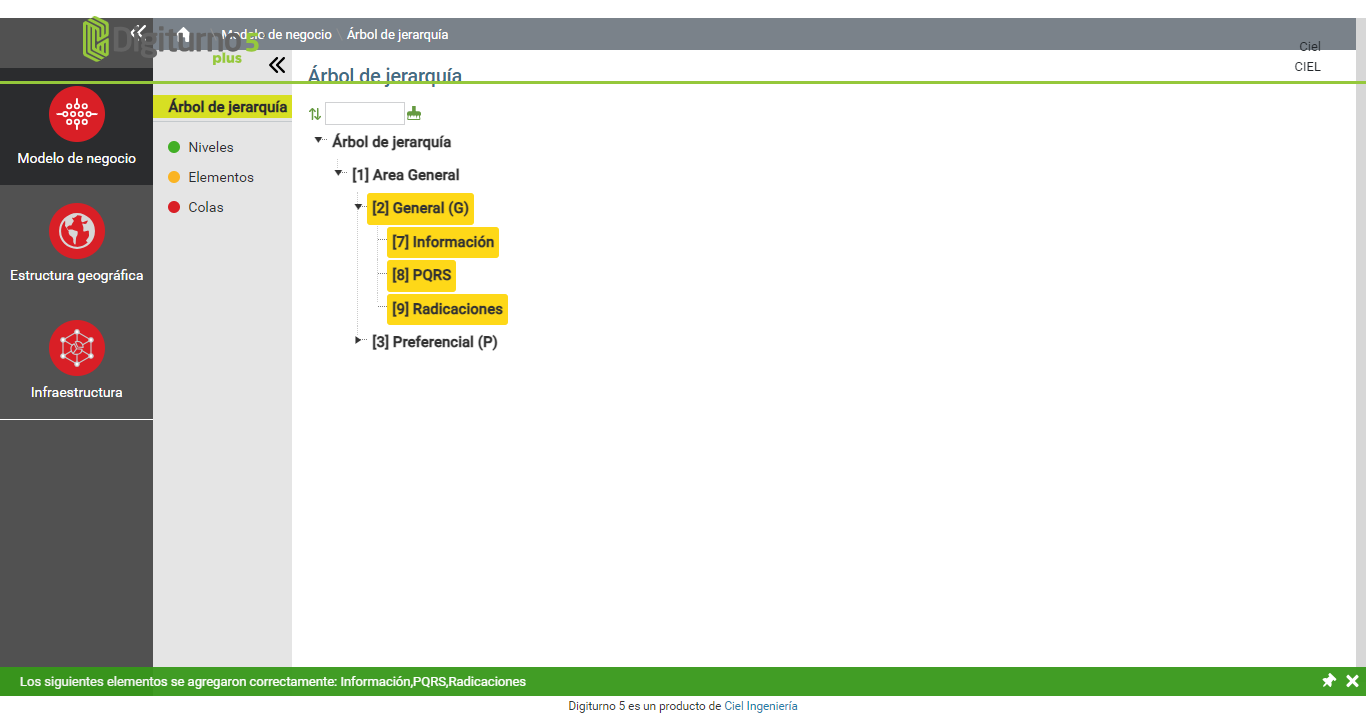 Digiturno5
plus
Modelo de negocio \ Árbol de jerarquía
Ciel
CIEL
Árbol de jerarquía
Árbol de jerarquía
Modelo de negocio
Estructura geográfica
Infraestructura
Niveles
Elementos
Colas
Árbol de jerarquía
[1] Area General
[2] General (G)
[7] Información
[8] PQRS
[9] Radicaciones
[3] Preferencial (P)
Los siguientes elementos se agregaron correctamente: Información,PQRS,Radicaciones
Digiturno 5 es un producto de Ciel Ingeniería